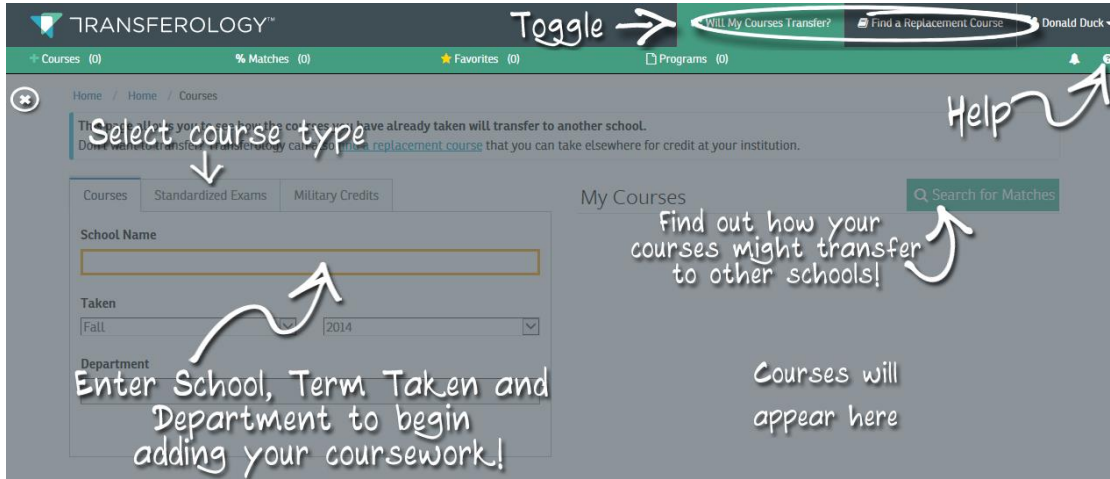 TRANSFEROLOGY™
Toggle
Will My Courses Transfer?
Find a Replacement Course
Donald Duck
Courses (0)
% Matches (0)
Favorites (0)
Programs (0)
Help
Home / Home / Courses
This page allows you to see how the courses you have already taken will transfer to another school.
Don't want to transfer? Transferology can also find a replacement course that you can take elsewhere for credit at your institution.
Select course type
Courses
Standardized Exams
Military Credits
School Name
Taken
Fall
2014
Department
Enter School, Term Taken and
Department to begin
adding your coursework!
My Courses
Search for Matches
Find out how your
courses might transfer
to other schools!
Courses will
appear here